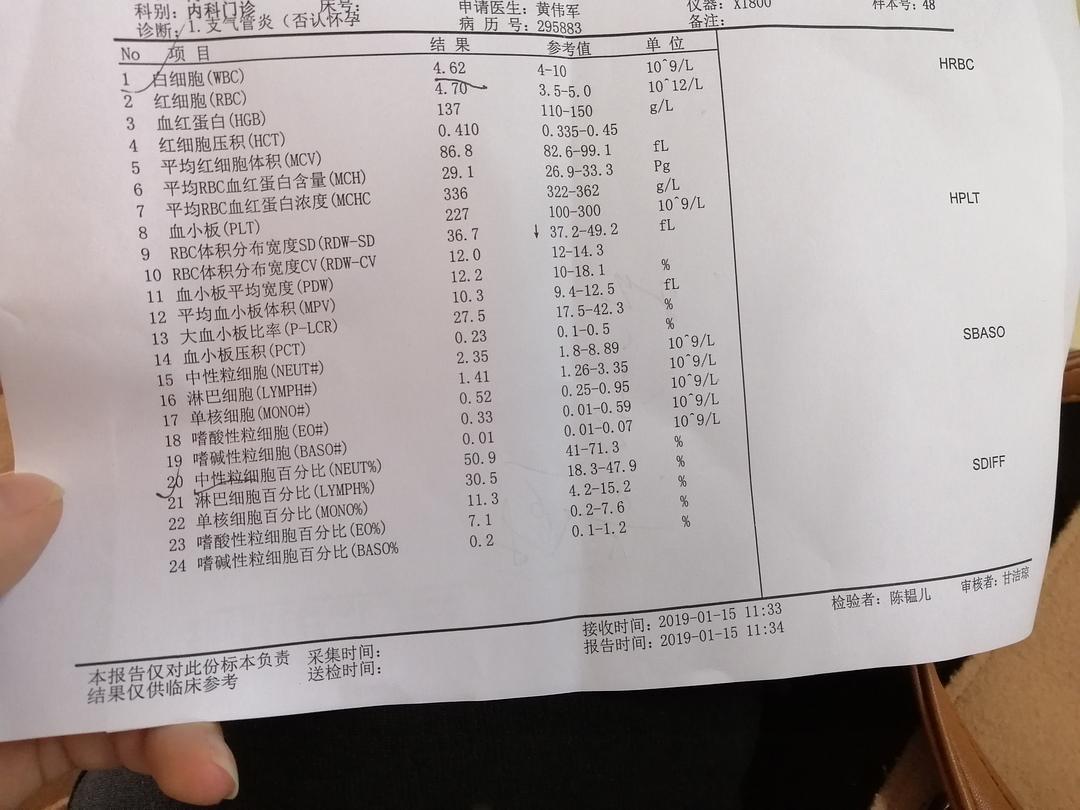 科别: 内科门诊 床号: 申请医生: 黄伟军 仪器: X1800 样本号: 48
诊断: 1. 支气管炎 (否认怀孕 病 历 号: 295883 备注:
No 项 目 结 果 参考值 单 位
1 白细胞(WBC) 4.62 4-10 10^9/L
2 红细胞(RBC) 4.70 3.5-5.0 10^12/L
3 血红蛋白(HGB) 137 110-150 g/L
4 红细胞压积(HCT) 0.410 0.335-0.45
5 平均红细胞体积(MCV) 86.8 82.6-99.1 fL
6 平均RBC血红蛋白含量(MCH) 29.1 26.9-33.3 Pg
7 平均RBC血红蛋白浓度(MCHC 336 322-362 g/L
8 血小板(PLT) 227 100-300 10^9/L
9 RBC体积分布宽度SD(RDW-SD 36.7 ↓ 37.2-49.2 fL
10 RBC体积分布宽度CV(RDW-CV 12.0 12-14.3
11 血小板平均宽度(PDW) 12.2 10-18.1 %
12 平均血小板体积(MPV) 10.3 9.4-12.5 fL
13 大血小板比率(P-LCR) 27.5 17.5-42.3 %
14 血小板压积(PCT) 0.23 0.1-0.5 %
15 中性粒细胞(NEUT#) 2.35 1.8-8.89 10^9/L
16 淋巴细胞(LYMPH#) 1.41 1.26-3.35 10^9/L
17 单核细胞(MONO#) 0.52 0.25-0.95 10^9/L
18 嗜酸性粒细胞(EO#) 0.33 0.01-0.59 10^9/L
19 嗜碱性粒细胞(BASO#) 0.01 0.01-0.07 10^9/L
20 中性粒细胞百分比(NEUT%) 50.9 41-71.3 %
21 淋巴细胞百分比(LYMPH%) 30.5 18.3-47.9 %
22 单核细胞百分比(MONO%) 11.3 4.2-15.2 %
23 嗜酸性粒细胞百分比(EO%) 7.1 0.2-7.6 %
24 嗜碱性粒细胞百分比(BASO% 0.2 0.1-1.2 %
HRBC
HPLT
SBASO
SDIFF
本报告仅对此份标本负责 采集时间: 接收时间: 2019-01-15 11:33 检验者: 陈韫儿 审核者: 甘洁琼
结果仅供临床参考 送检时间: 报告时间: 2019-01-15 11:34